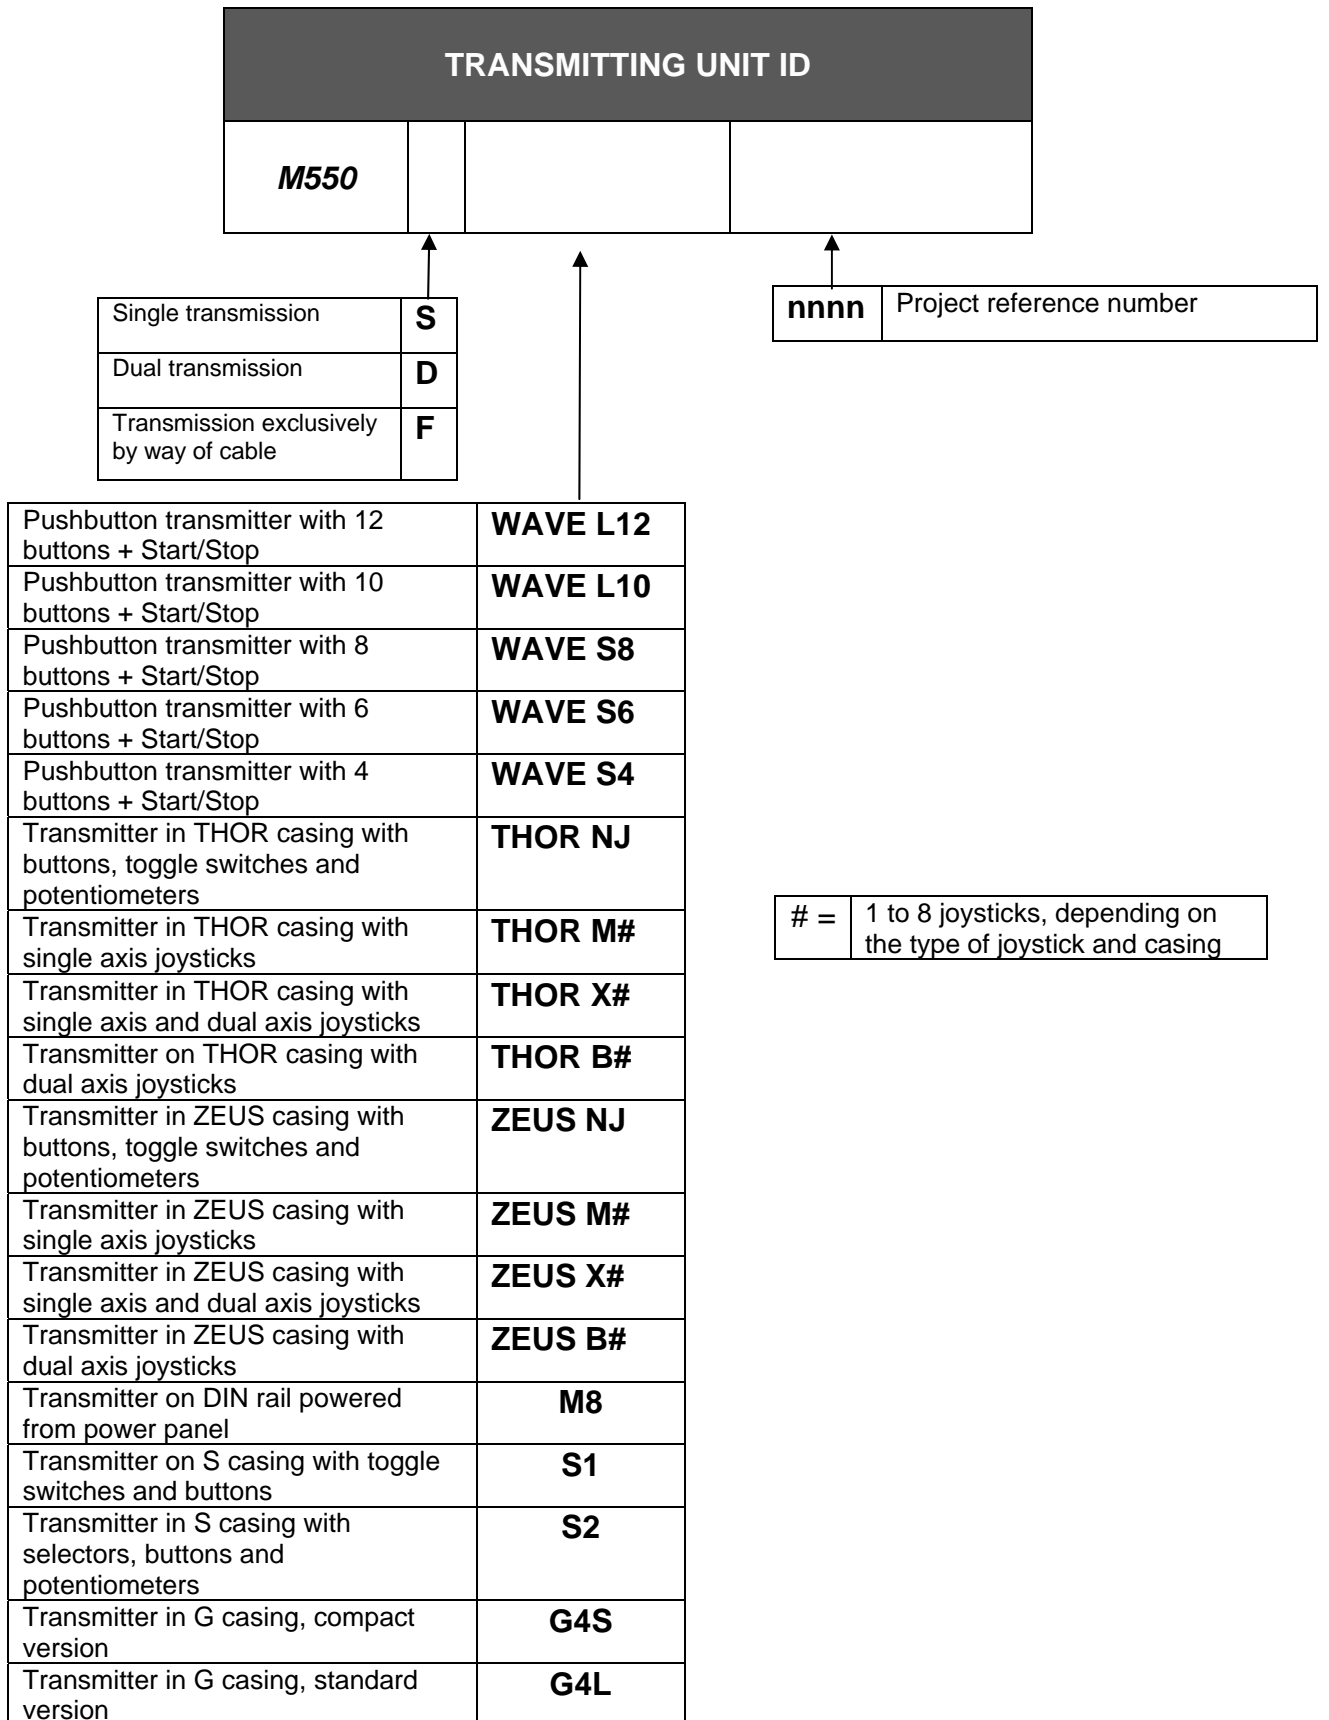 TRANSMITTING UNIT ID
M550
Single transmission S
Dual transmission D
Transmission exclusively F
by way of cable
nnnn Project reference number
Pushbutton transmitter with 12 WAVE L12
buttons + Start/Stop
Pushbutton transmitter with 10 WAVE L10
buttons + Start/Stop
Pushbutton transmitter with 8 WAVE S8
buttons + Start/Stop
Pushbutton transmitter with 6 WAVE S6
buttons + Start/Stop
Pushbutton transmitter with 4 WAVE S4
buttons + Start/Stop
Transmitter in THOR casing with THOR NJ
buttons, toggle switches and
potentiometers
Transmitter in THOR casing with THOR M#
single axis joysticks
Transmitter in THOR casing with THOR X#
single axis and dual axis joysticks
Transmitter on THOR casing with THOR B#
dual axis joysticks
Transmitter in ZEUS casing with ZEUS NJ
buttons, toggle switches and
potentiometers
Transmitter in ZEUS casing with ZEUS M#
single axis joysticks
Transmitter in ZEUS casing with ZEUS X#
single axis and dual axis joysticks
Transmitter in ZEUS casing with ZEUS B#
dual axis joysticks
Transmitter on DIN rail powered M8
from power panel
Transmitter on S casing with toggle S1
switches and buttons
Transmitter in S casing with S2
selectors, buttons and
potentiometers
Transmitter in G casing, compact G4S
version
Transmitter in G casing, standard G4L
version
# = 1 to 8 joysticks, depending on
the type of joystick and casing